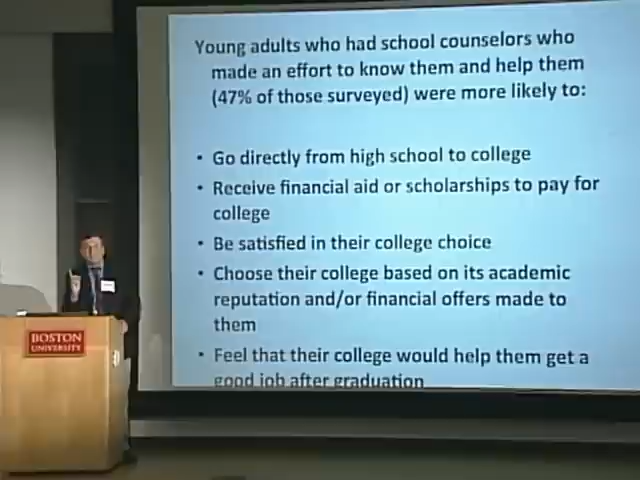 Young adults who had school counselors who
made an effort to know them and help them
(47% of those surveyed) were more likely to:
• Go directly from high school to college
• Receive financial aid or scholarships to pay for
college
• Be satisfied in their college choice
• Choose their college based on its academic
reputation and/or financial offers made to
them
• Feel that their college would help them get a
good job after graduation
BOSTON
UNIVERSITY